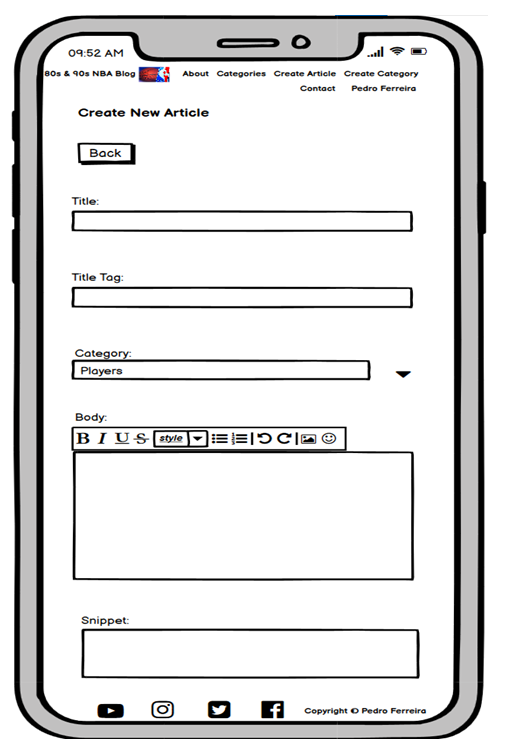 09:52 AM
80s & 90s NBA Blog About Categories Create Article Create Category
Contact Pedro Ferreira
Create New Article
Back
Title:
Title Tag:
Category:
Players
Body:
B I U S style
Snippet:
Copyright © Pedro Ferreira